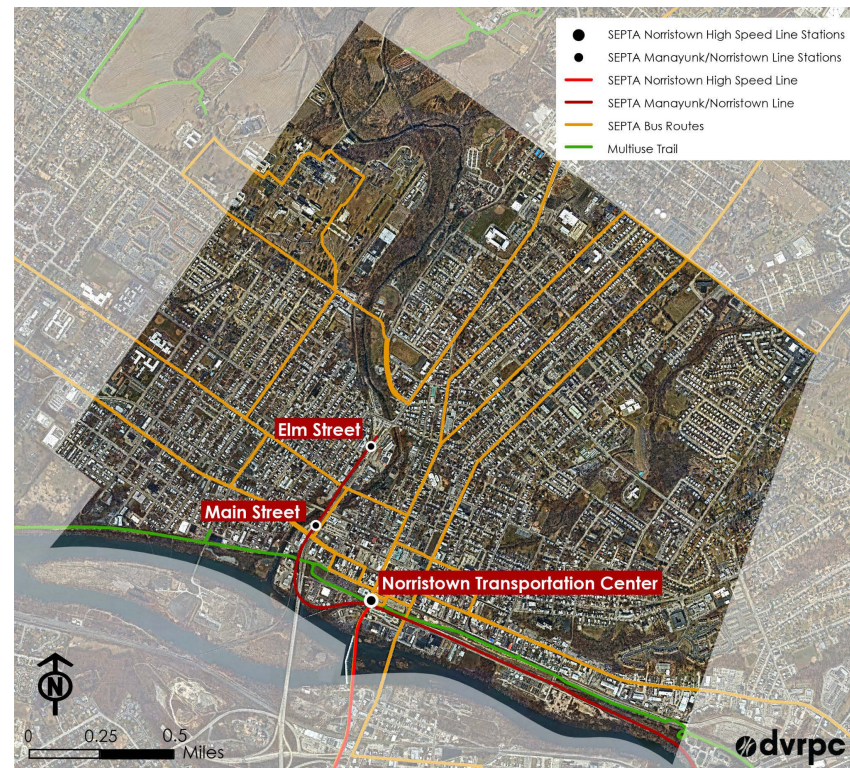 SEPTA Norristown High Speed Line Stations
SEPTA Manayunk/Norristown Line Stations
SEPTA Norristown High Speed Line
SEPTA Manayunk/Norristown Line
SEPTA Bus Routes
Multiuse Trail
Elm Street
Main Street
Norristown Transportation Center
N
0 0.25 0.5
Miles
dvrpc